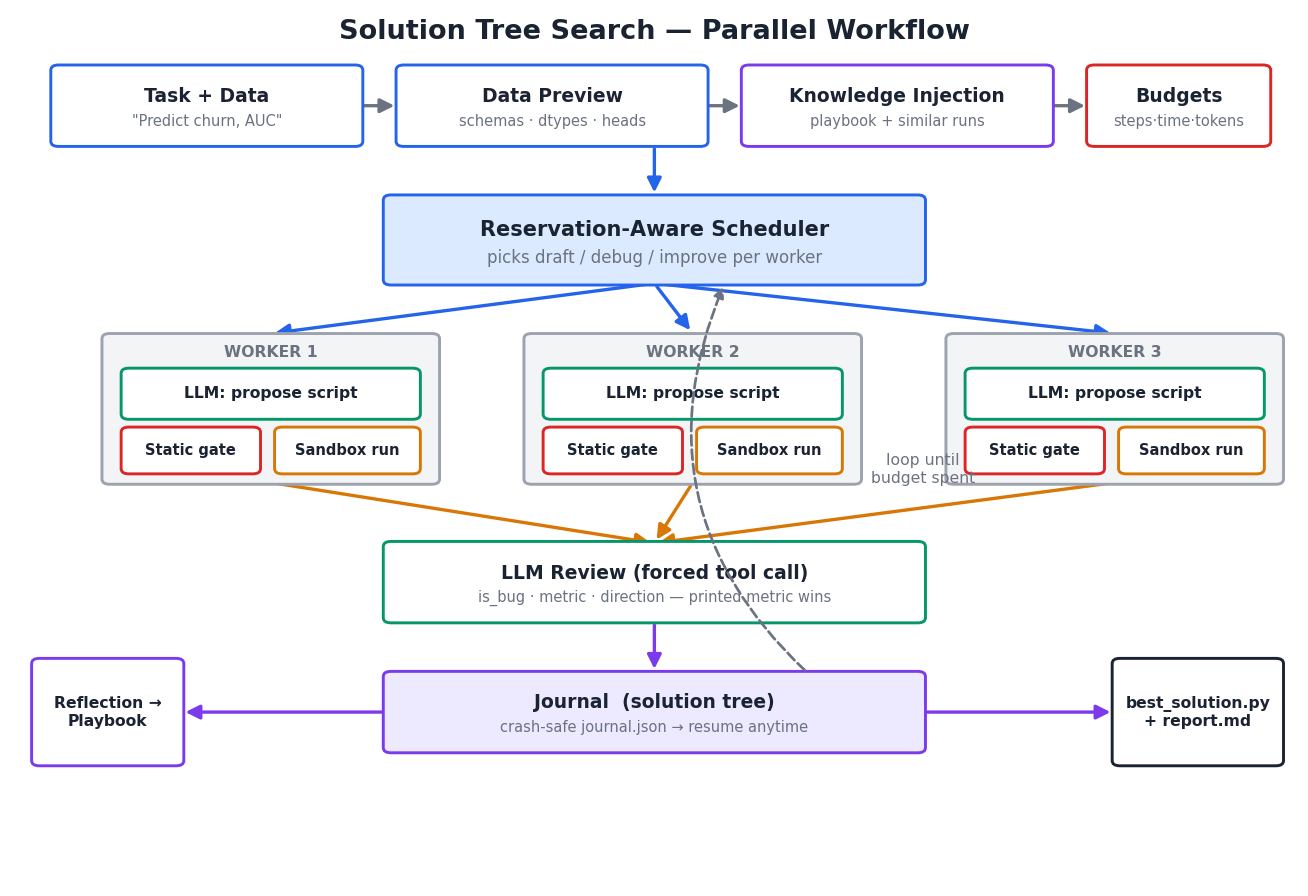 Solution Tree Search — Parallel Workflow
Task + Data
"Predict churn, AUC"
Data Preview
schemas · dtypes · heads
Knowledge Injection
playbook + similar runs
Budgets
steps·time·tokens
Reservation-Aware Scheduler
picks draft / debug / improve per worker
WORKER 1
LLM: propose script
Static gate
Sandbox run
WORKER 2
LLM: propose script
Static gate
Sandbox run
WORKER 3
LLM: propose script
Static gate
Sandbox run
loop until
budget spent
LLM Review (forced tool call)
is_bug · metric · direction — printed metric wins
Reflection →
Playbook
Journal  (solution tree)
crash-safe journal.json → resume anytime
best_solution.py
+ report.md